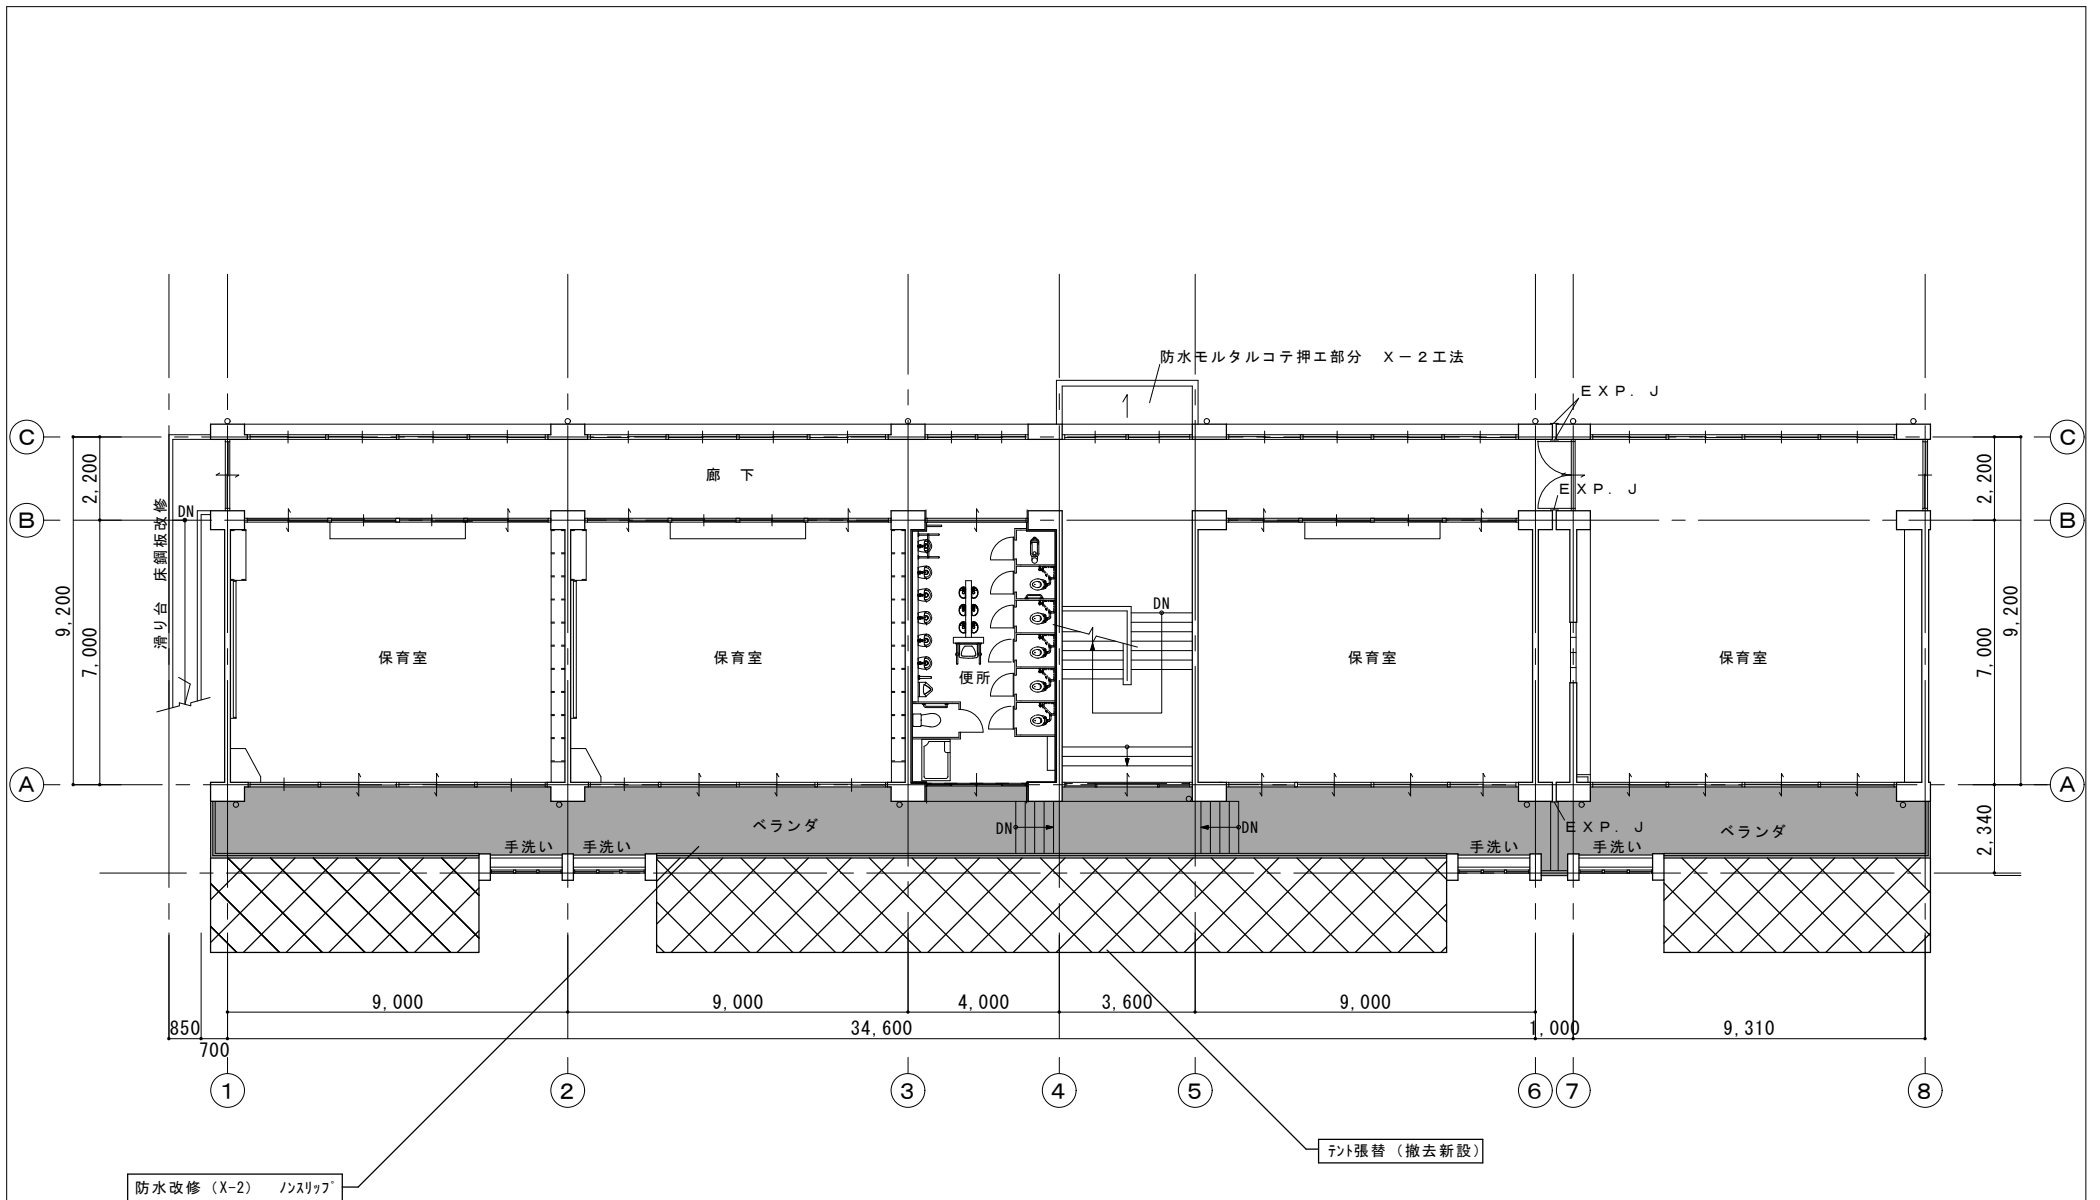 防水モルタルコテ押エ部分 X−2工法
EXP. J
C
C
2,200
廊 下
2,200
滑り台 床鋼板改修
DN
EXP. J
B
B
9,200
7,000
DN
保育室
保育室
便所
保育室
保育室
7,000
9,200
A
A
ベランダ
DN
DN
EXP. J
ベランダ
2,340
手洗い
手洗い
手洗い
手洗い
9,000
9,000
4,000
3,600
9,000
850
700
34,600
1,000
9,310
1
2
3
4
5
6
7
8
テント張替(撤去新設)
防水改修(X-2) ノンスリップ